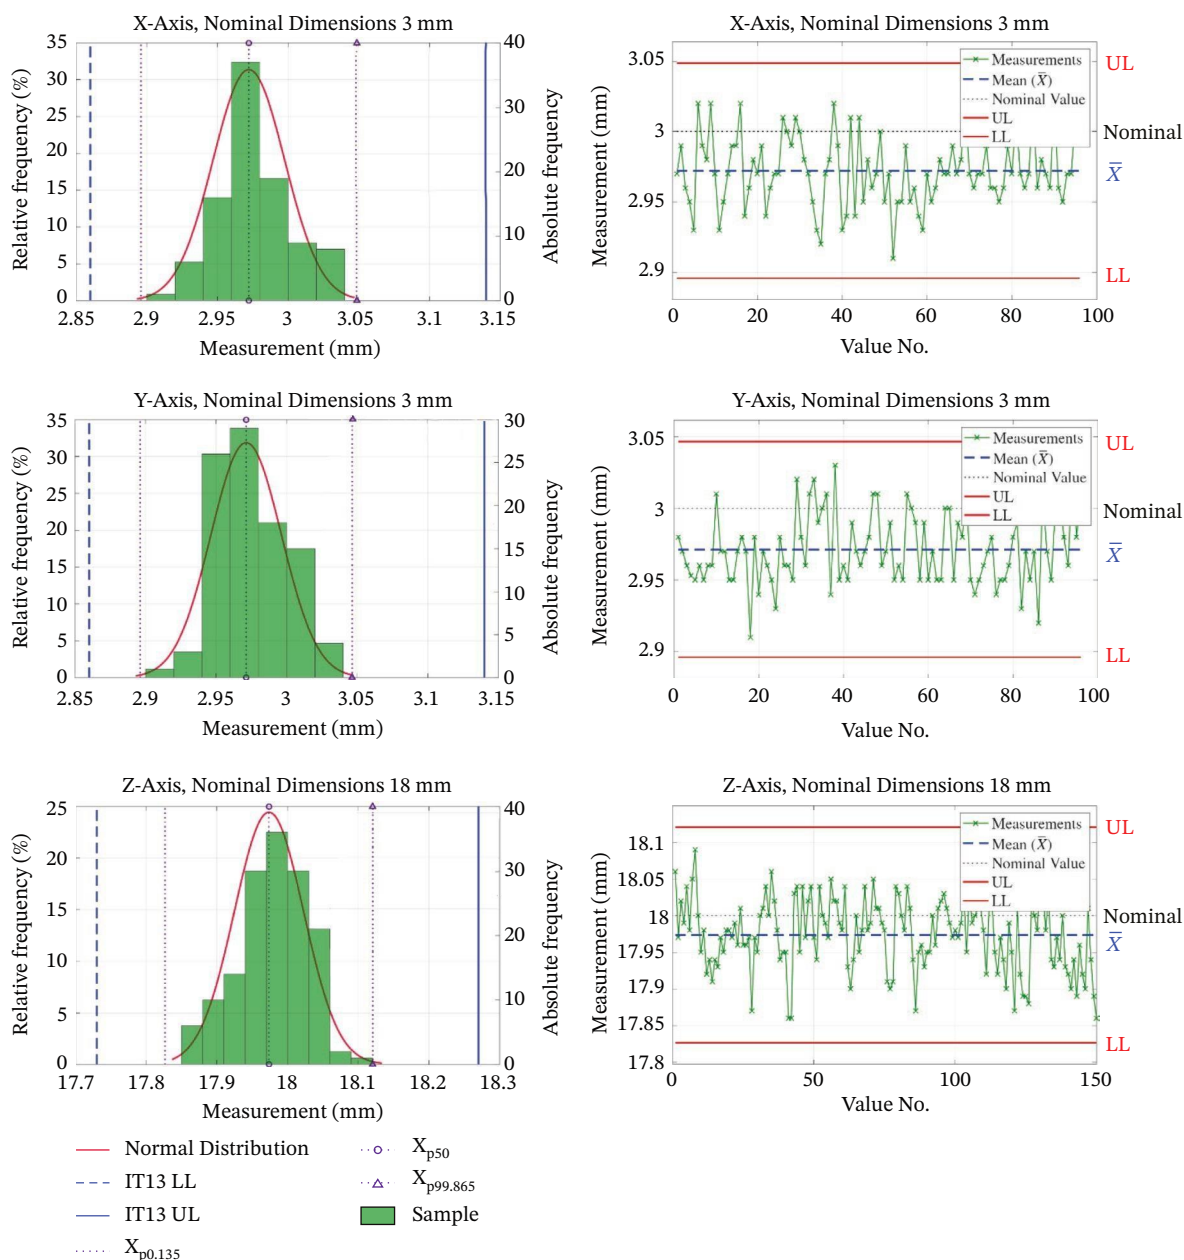 X-Axis, Nominal Dimensions 3 mm
35
30
25
20
15
10
5
0
Relative frequency (%)
40
30
20
10
0
Absolute frequency
2.85 2.9 2.95 3 3.05 3.1 3.15
Measurement (mm)
X-Axis, Nominal Dimensions 3 mm
3.05
3
2.95
2.9
Measurement (mm)
Measurements
Mean (X̄)
Nominal Value
UL
LL
UL
Nominal
X̄
LL
0 20 40 60 80 100
Value No.
Y-Axis, Nominal Dimensions 3 mm
35
30
25
20
15
10
5
0
Relative frequency (%)
30
25
20
15
10
5
0
Absolute frequency
2.85 2.9 2.95 3 3.05 3.1 3.15
Measurement (mm)
Y-Axis, Nominal Dimensions 3 mm
3.05
3
2.95
2.9
Measurement (mm)
Measurements
Mean (X̄)
Nominal Value
UL
LL
UL
Nominal
X̄
LL
0 20 40 60 80 100
Value No.
Z-Axis, Nominal Dimensions 18 mm
25
20
15
10
5
0
Relative frequency (%)
40
30
20
10
0
Absolute frequency
17.7 17.8 17.9 18 18.1 18.2 18.3
Measurement (mm)
Z-Axis, Nominal Dimensions 18 mm
18.1
18.05
18
17.95
17.9
17.85
17.8
Measurement (mm)
Measurements
Mean (X̄)
Nominal Value
UL
LL
UL
Nominal
X̄
LL
0 50 100 150
Value No.
Normal Distribution
IT13 LL
IT13 UL
Xp0.135
Xp50
Xp99.865
Sample